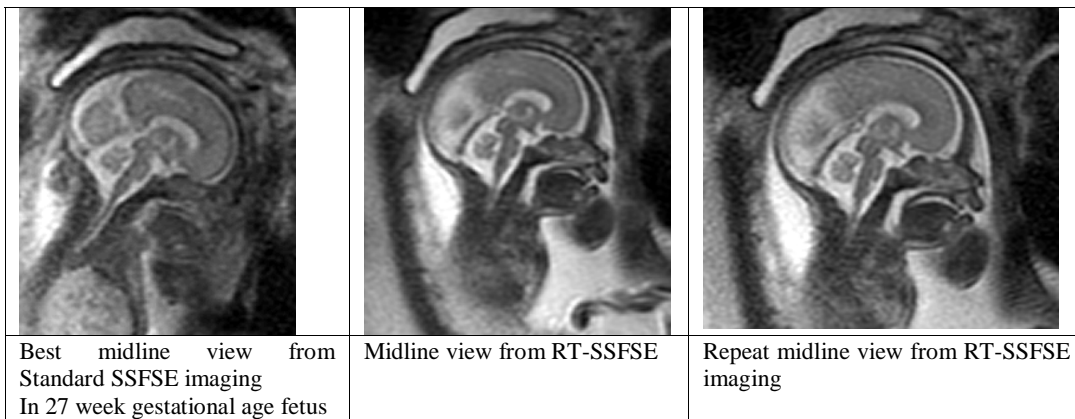 Best midline view from
Standard SSFSE imaging
In 27 week gestational age fetus
Midline view from RT-SSFSE
Repeat midline view from RT-SSFSE
imaging